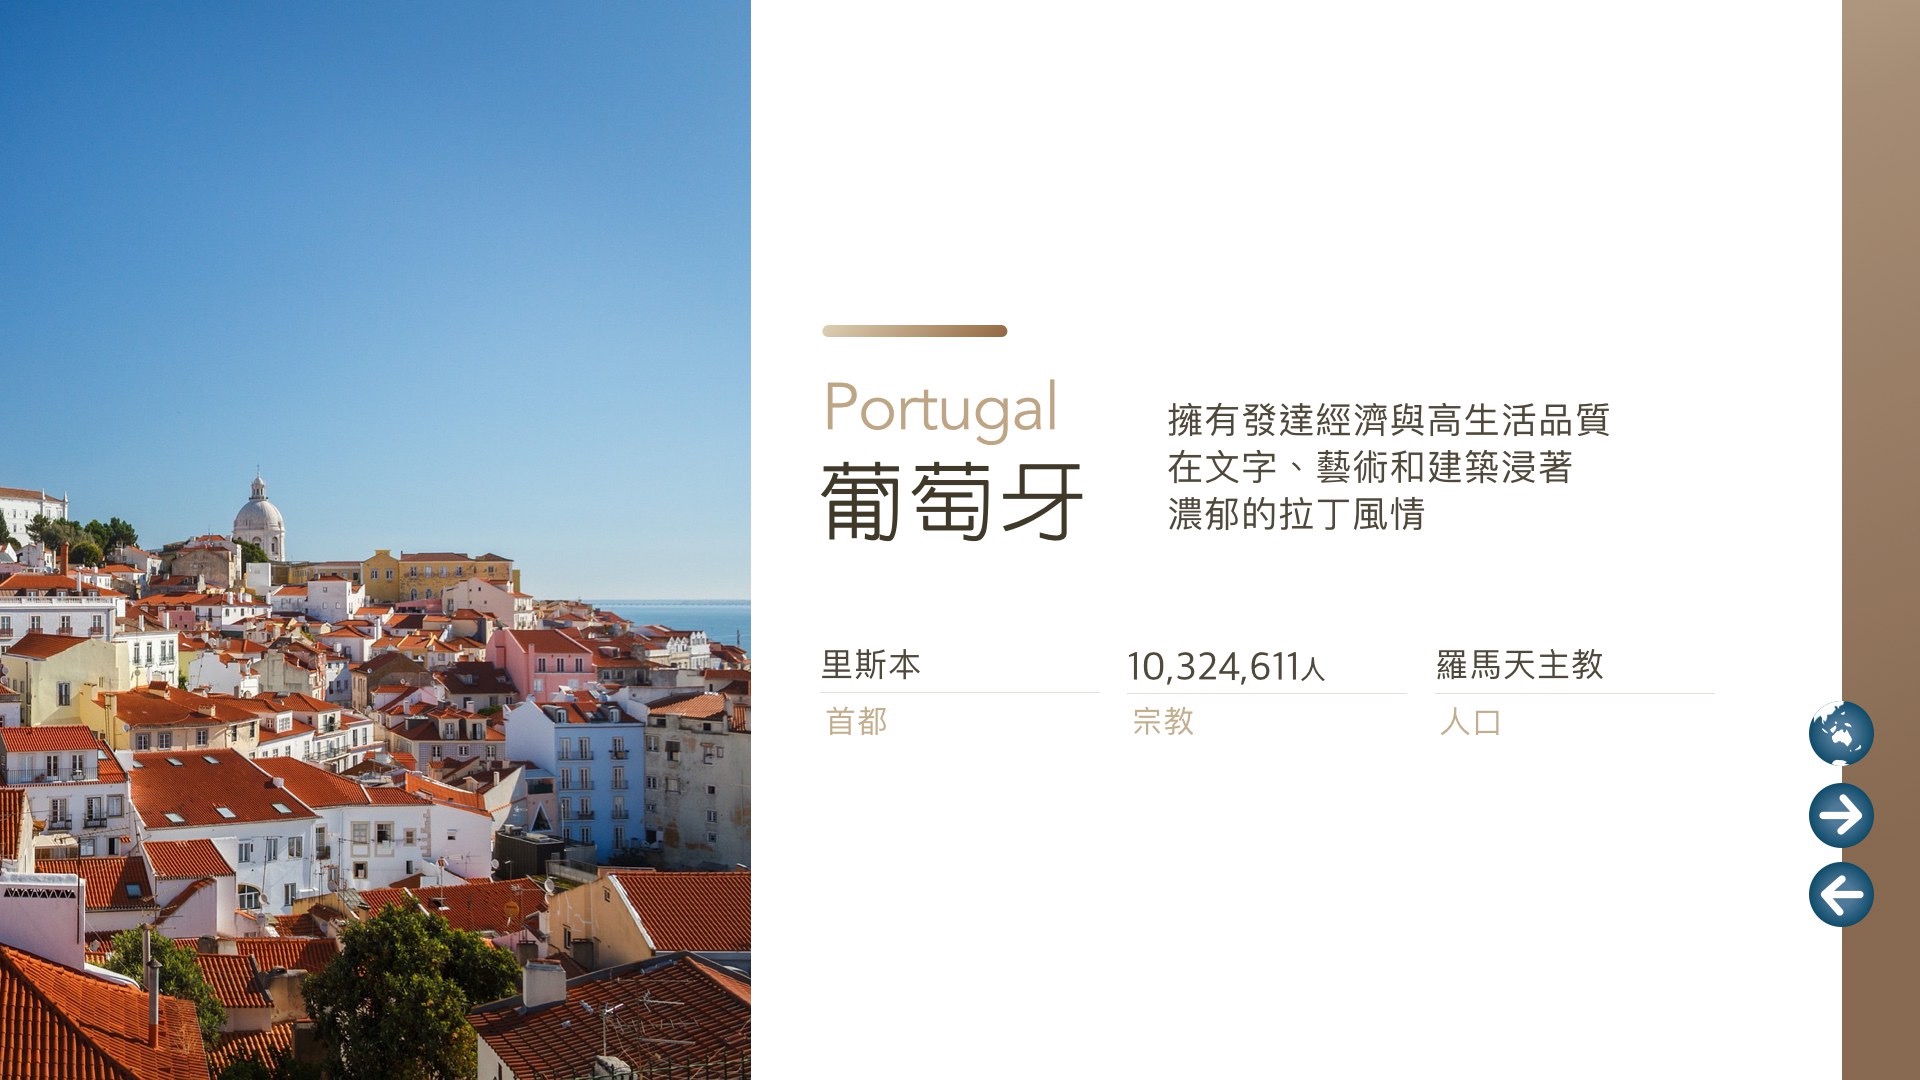 Portugal
葡萄牙
擁有發達經濟與高生活品質
在文字、藝術和建築浸著
濃郁的拉丁風情
里斯本
首都
10,324,611人
宗教
羅馬天主教
人口